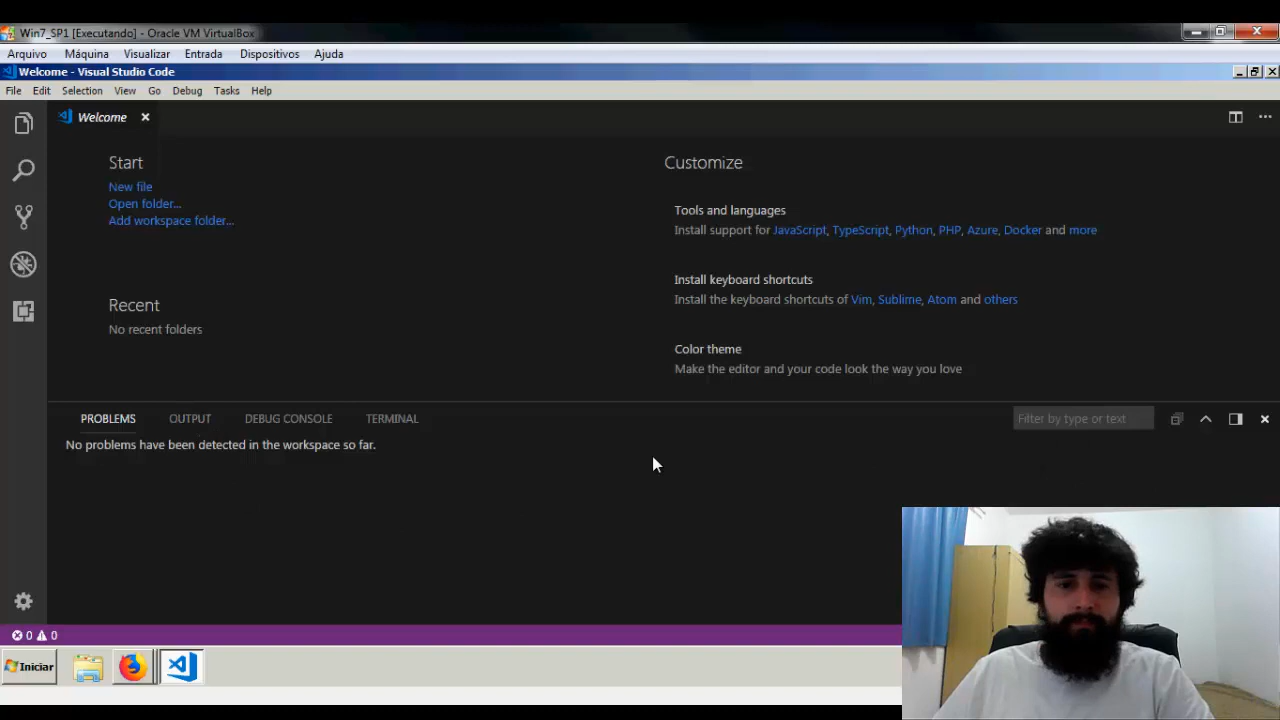 Win7_SP1 [Executando] - Oracle VM VirtualBox
Arquivo Máquina Visualizar Entrada Dispositivos Ajuda
Welcome - Visual Studio Code
File Edit Selection View Go Debug Tasks Help
Welcome
Start
New file
Open folder...
Add workspace folder...
Recent
No recent folders
Customize
Tools and languages
Install support for JavaScript, TypeScript, Python, PHP, Azure, Docker and more
Install keyboard shortcuts
Install the keyboard shortcuts of Vim, Sublime, Atom and others
Color theme
Make the editor and your code look the way you love
PROBLEMS OUTPUT DEBUG CONSOLE TERMINAL Filter by type or text
No problems have been detected in the workspace so far.
0 0
Iniciar